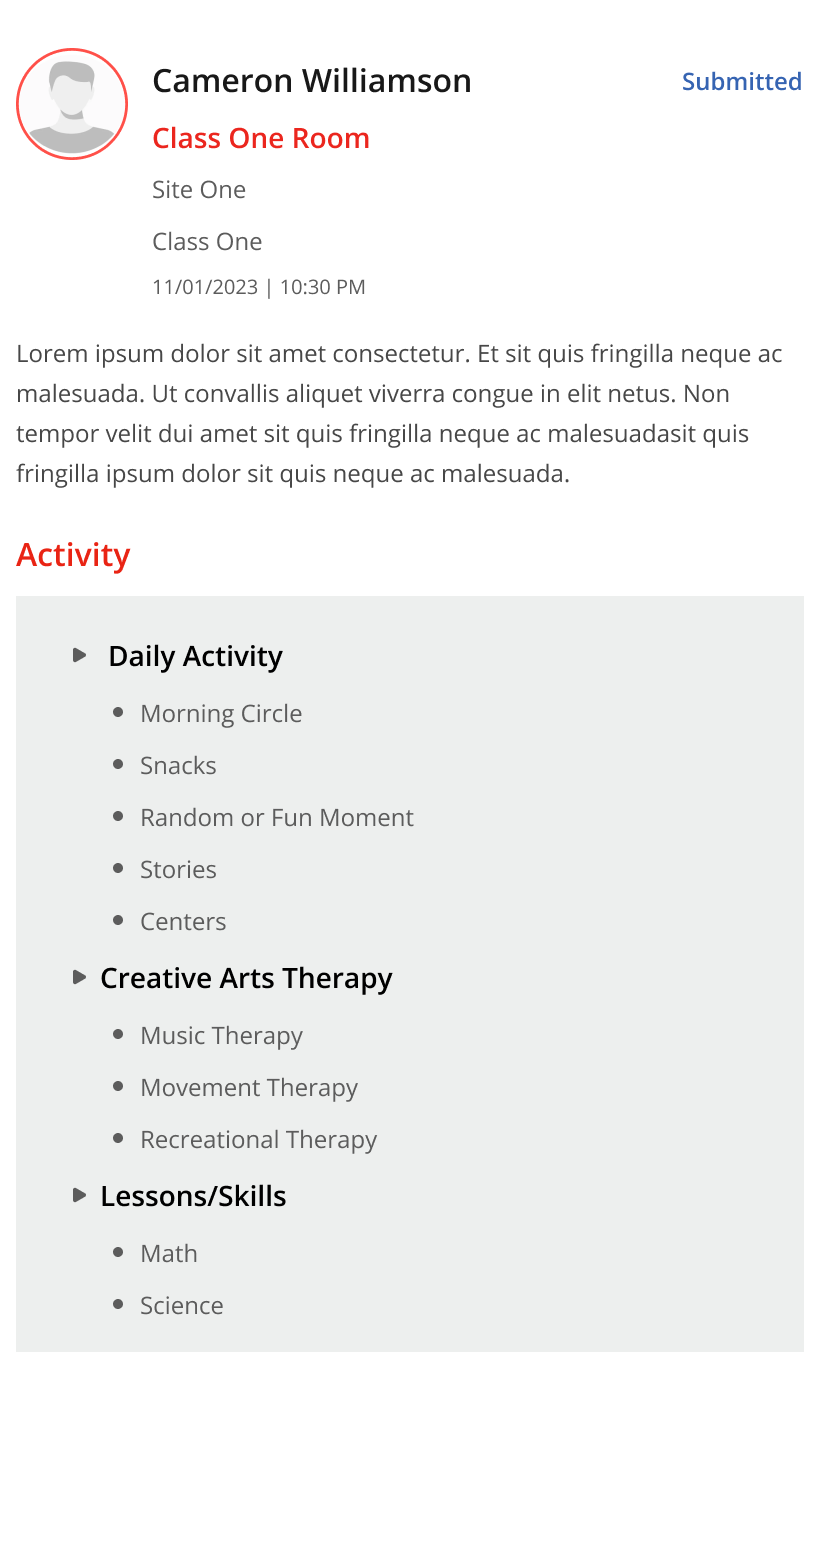 Cameron Williamson
Submitted
Class One Room
Site One
Class One
11/01/2023 | 10:30 PM
Lorem ipsum dolor sit amet consectetur. Et sit quis fringilla neque ac
malesuada. Ut convallis aliquet viverra congue in elit netus. Non
tempor velit dui amet sit quis fringilla neque ac malesuadasit quis
fringilla ipsum dolor sit quis neque ac malesuada.
Activity
Daily Activity
Morning Circle
Snacks
Random or Fun Moment
Stories
Centers
Creative Arts Therapy
Music Therapy
Movement Therapy
Recreational Therapy
Lessons/Skills
Math
Science